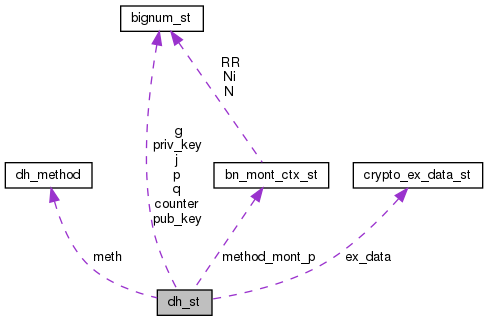 bignum_st
RR
Ni
N
g
priv_key
j
p
q
counter
pub_key
dh_method
bn_mont_ctx_st
crypto_ex_data_st
meth
method_mont_p
ex_data
dh_st